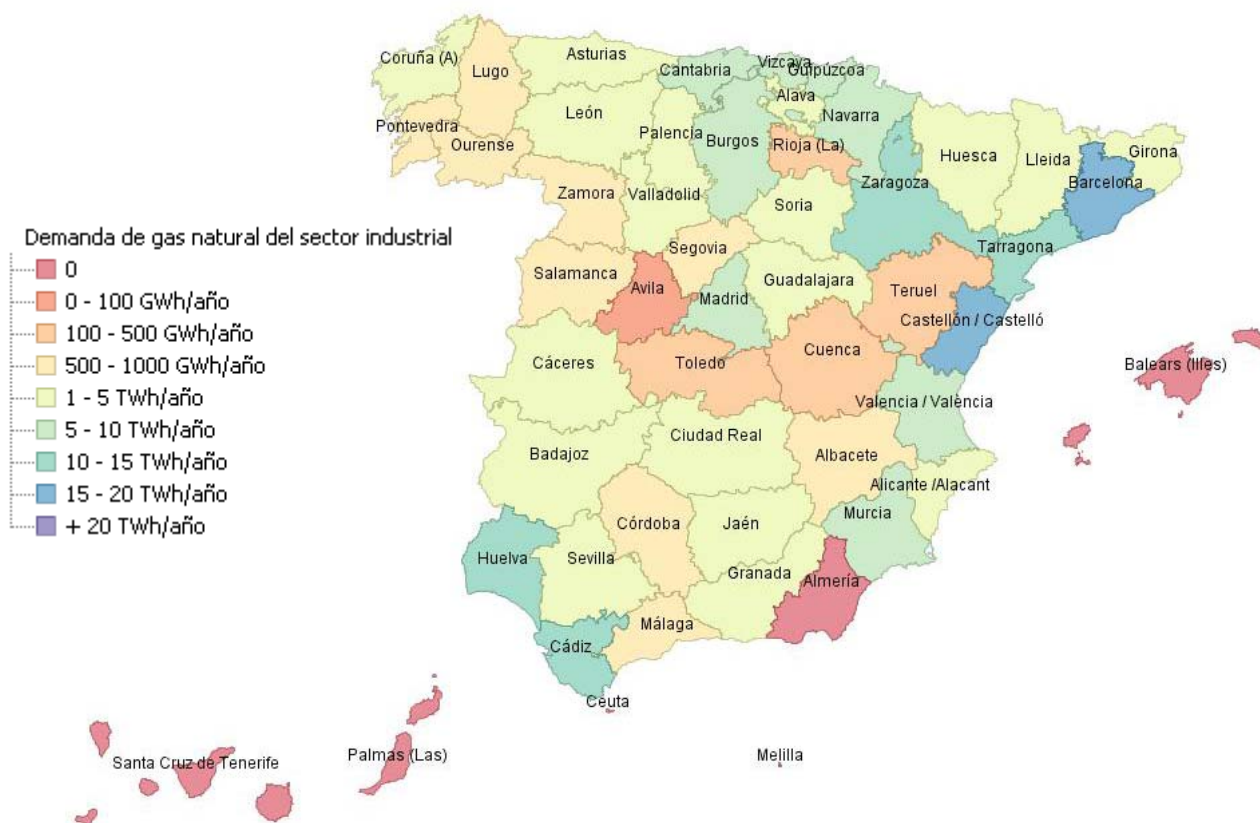 Coruña (A)
Lugo
Asturias
Cantabria
Vizcaya
Guipúzcoa
Alava
Navarra
Pontevedra
Ourense
León
Palencia
Burgos
Rioja (La)
Huesca
Lleida
Girona
Barcelona
Zamora
Valladolid
Soria
Zaragoza
Tarragona
Demanda de gas natural del sector industrial
0
0 - 100 GWh/año
100 - 500 GWh/año
500 - 1000 GWh/año
1 - 5 TWh/año
5 - 10 TWh/año
10 - 15 TWh/año
15 - 20 TWh/año
+ 20 TWh/año
Salamanca
Segovia
Avila
Madrid
Guadalajara
Teruel
Castellón / Castelló
Cáceres
Toledo
Cuenca
Valencia / València
Balears (Illes)
Badajoz
Ciudad Real
Albacete
Alicante /Alacant
Huelva
Sevilla
Córdoba
Jaén
Murcia
Granada
Almería
Cádiz
Málaga
Ceuta
Melilla
Santa Cruz de Tenerife
Palmas (Las)